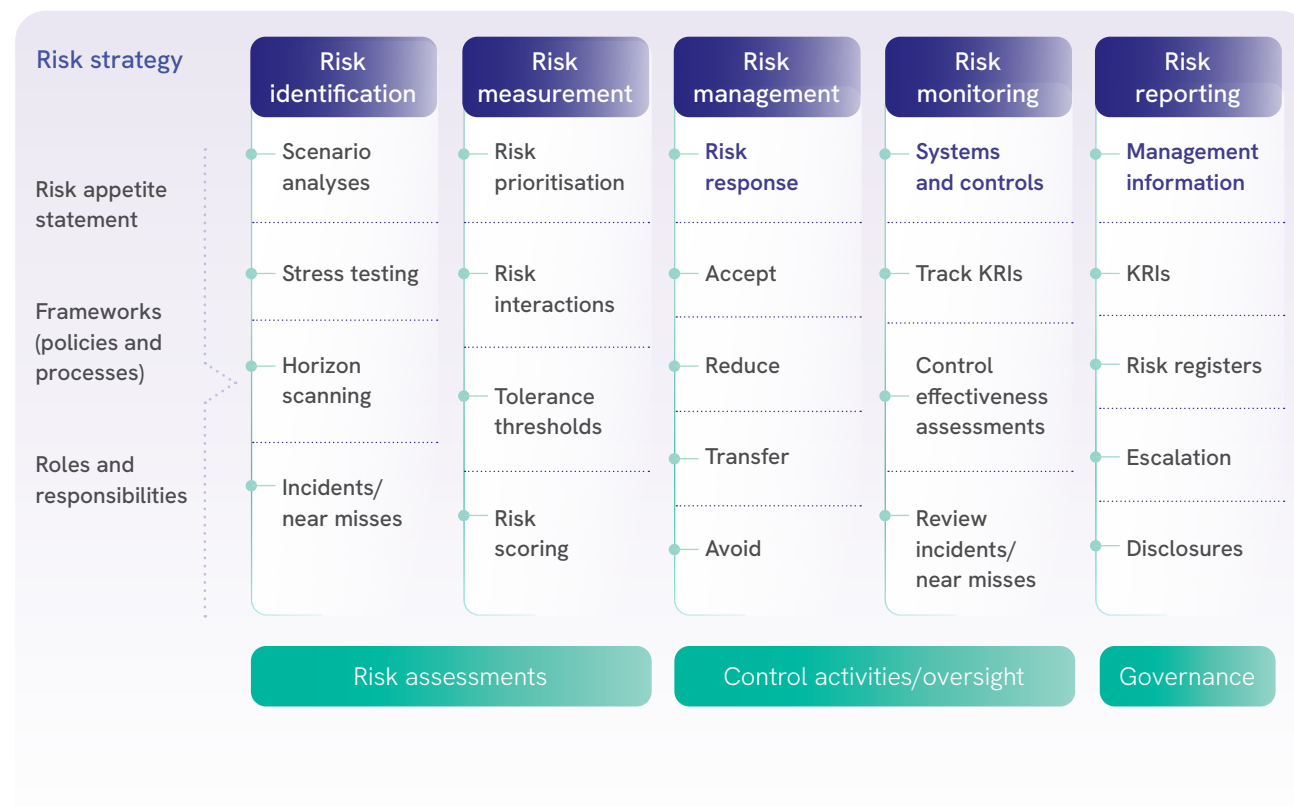 Risk strategy
Risk appetite
statement
Frameworks
(policies and
processes)
Roles and
responsibilities
Risk
identification
Scenario
analyses
Stress testing
Horizon
scanning
Incidents/
near misses
Risk
measurement
Risk
prioritisation
Risk
interactions
Tolerance
thresholds
Risk
scoring
Risk
management
Risk
response
Accept
Reduce
Transfer
Avoid
Risk
monitoring
Systems
and controls
Track KRIs
Control
effectiveness
assessments
Review
incidents/
near misses
Risk
reporting
Management
information
KRIs
Risk registers
Escalation
Disclosures
Risk assessments
Control activities/oversight
Governance